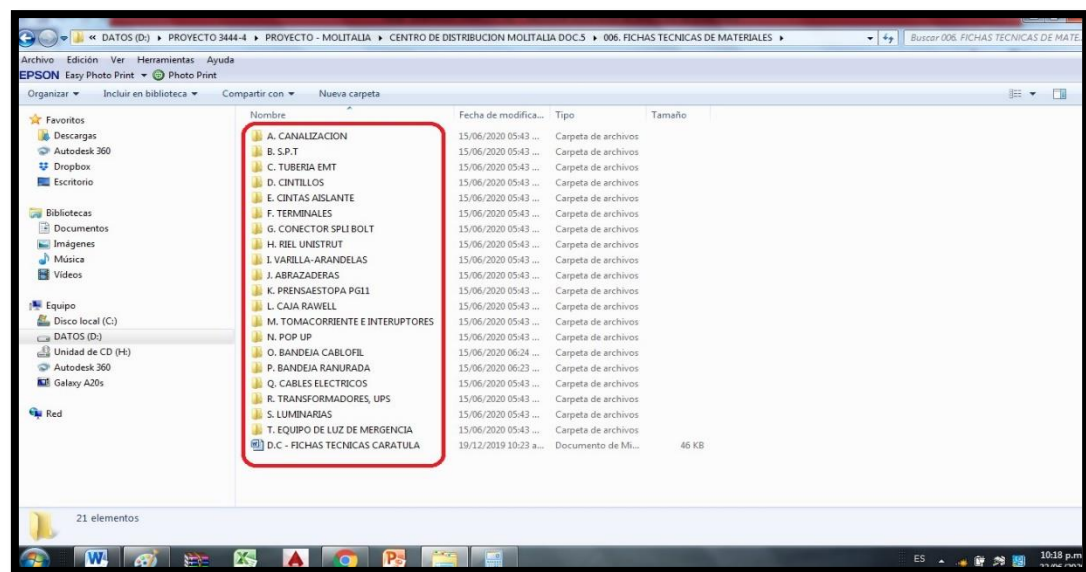 « DATOS (D:) ▸ PROYECTO 3444-4 ▸ PROYECTO - MOLITALIA ▸ CENTRO DE DISTRIBUCION MOLITALIA DOC.5 ▸ 006. FICHAS TECNICAS DE MATERIALES ▸ Buscar 006. FICHAS TECNICAS DE MATE...
Archivo Edición Ver Herramientas Ayuda
EPSON Easy Photo Print Photo Print
Organizar Incluir en biblioteca Compartir con Nueva carpeta
Favoritos
Descargas
Autodesk 360
Dropbox
Escritorio
Bibliotecas
Documentos
Imágenes
Música
Vídeos
Equipo
Disco local (C:)
DATOS (D:)
Unidad de CD (H:)
Autodesk 360
Galaxy A20s
Red
Nombre Fecha de modifica... Tipo Tamaño
A. CANALIZACION 15/06/2020 05:43 ... Carpeta de archivos
B. S.P.T 15/06/2020 05:43 ... Carpeta de archivos
C. TUBERIA EMT 15/06/2020 05:43 ... Carpeta de archivos
D. CINTILLOS 15/06/2020 05:43 ... Carpeta de archivos
E. CINTAS AISLANTE 15/06/2020 05:43 ... Carpeta de archivos
F. TERMINALES 15/06/2020 05:43 ... Carpeta de archivos
G. CONECTOR SPLI BOLT 15/06/2020 05:43 ... Carpeta de archivos
H. RIEL UNISTRUT 15/06/2020 05:43 ... Carpeta de archivos
I. VARILLA-ARANDELAS 15/06/2020 05:43 ... Carpeta de archivos
J. ABRAZADERAS 15/06/2020 05:43 ... Carpeta de archivos
K. PRENSAESTOPA PG11 15/06/2020 05:43 ... Carpeta de archivos
L. CAJA RAWELL 15/06/2020 05:43 ... Carpeta de archivos
M. TOMACORRIENTE E INTERUPTORES 15/06/2020 05:43 ... Carpeta de archivos
N. POP UP 15/06/2020 05:43 ... Carpeta de archivos
O. BANDEJA CABLOFIL 15/06/2020 06:24 ... Carpeta de archivos
P. BANDEJA RANURADA 15/06/2020 06:23 ... Carpeta de archivos
Q. CABLES ELECTRICOS 15/06/2020 05:43 ... Carpeta de archivos
R. TRANSFORMADORES, UPS 15/06/2020 05:43 ... Carpeta de archivos
S. LUMINARIAS 15/06/2020 05:43 ... Carpeta de archivos
T. EQUIPO DE LUZ DE MERGENCIA 15/06/2020 05:43 ... Carpeta de archivos
D.C - FICHAS TECNICAS CARATULA 19/12/2019 10:23 a... Documento de Mi... 46 KB
21 elementos
ES 10:18 p.m